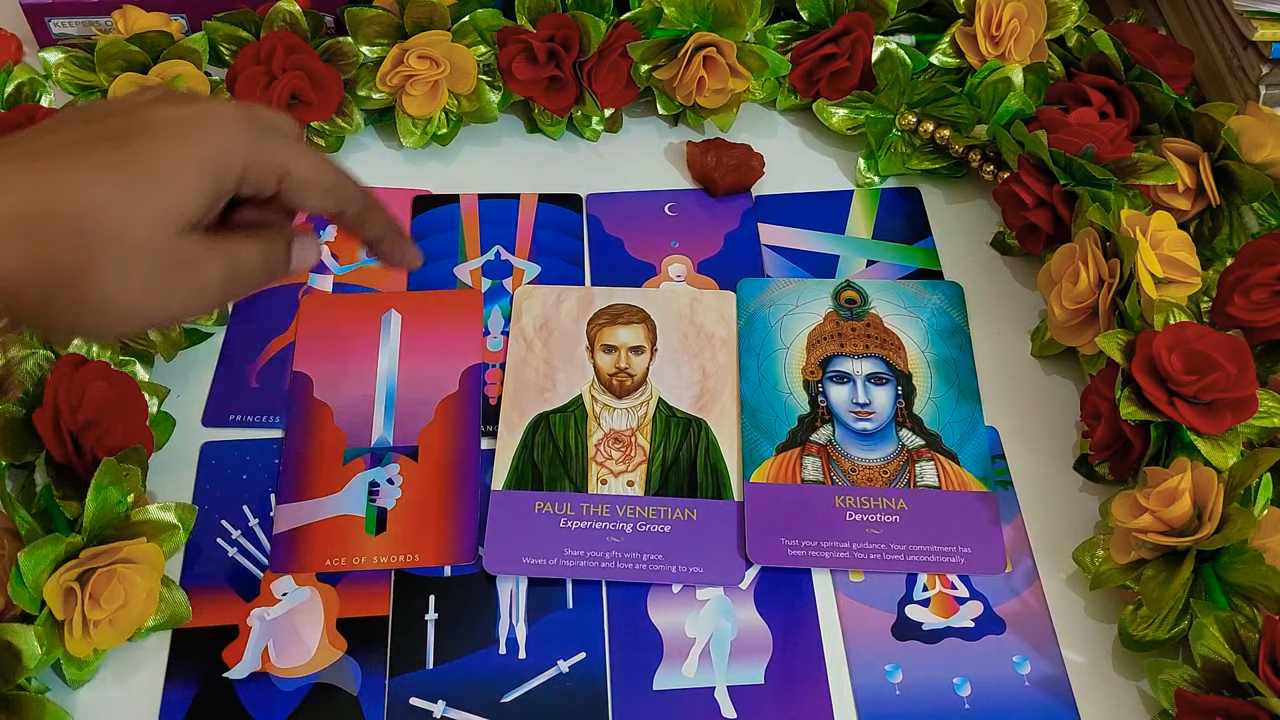 KEEPERS O
PRINCESS
ACE OF SWORDS
PAUL THE VENETIAN
Experiencing Grace
Share your gifts with grace.
Waves of inspiration and love are coming to you.
KRISHNA
Devotion
Trust your spiritual guidance. Your commitment has
been recognized. You are loved unconditionally.